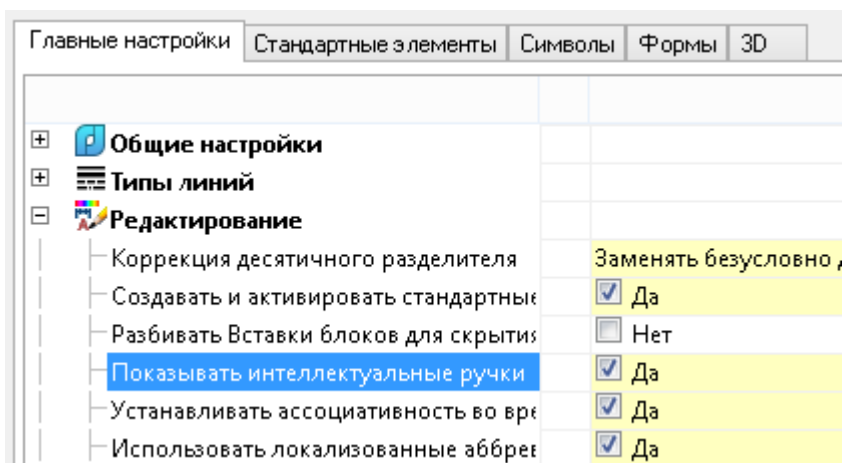 Главные настройки Стандартные элементы Символы Формы 3D
Общие настройки
Типы линий
Редактирование
Коррекция десятичного разделителя Заменять безусловно
Создавать и активировать стандартные Да
Разбивать Вставки блоков для скрытия Нет
Показывать интеллектуальные ручки Да
Устанавливать ассоциативность во вре Да
Использовать локализованные аббрев Да